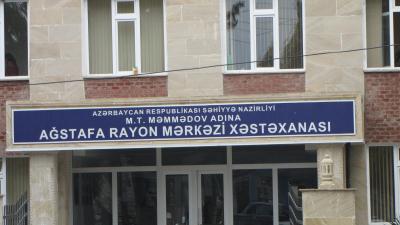 AZƏRBAYCAN RESPUBLİKASI SƏHİYYƏ NAZİRLİYİ
M.T. MƏMMƏDOV ADINA
AĞSTAFA RAYON MƏRKƏZİ XƏSTƏXANASI